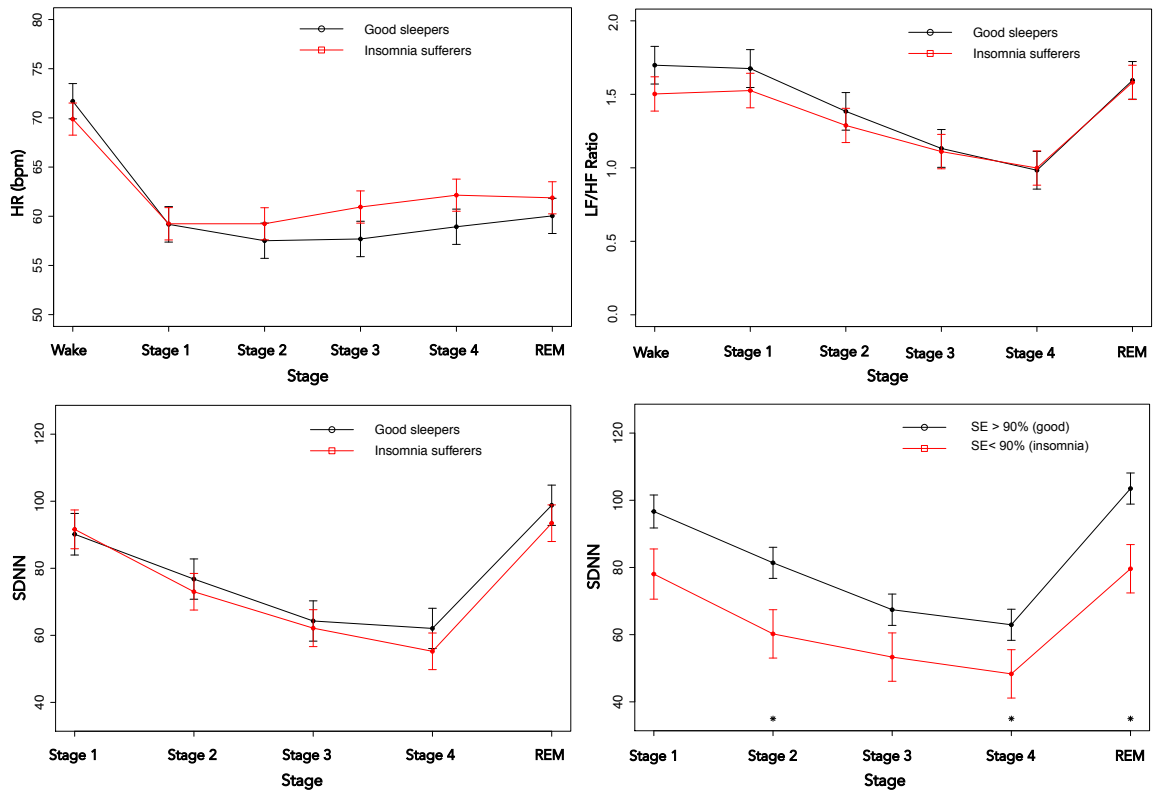 Good sleepers
Insomnia sufferers
HR (bpm)
80
75
70
65
60
55
50
Wake
Stage 1
Stage 2
Stage 3
Stage 4
REM
Stage
Good sleepers
Insomnia sufferers
LF/HF Ratio
2.0
1.5
1.0
0.5
0.0
Wake
Stage 1
Stage 2
Stage 3
Stage 4
REM
Stage
Good sleepers
Insomnia sufferers
SDNN
120
100
80
60
40
Stage 1
Stage 2
Stage 3
Stage 4
REM
Stage
SE > 90% (good)
SE< 90% (insomnia)
SDNN
120
100
80
60
40
* * *
Stage 1
Stage 2
Stage 3
Stage 4
REM
Stage